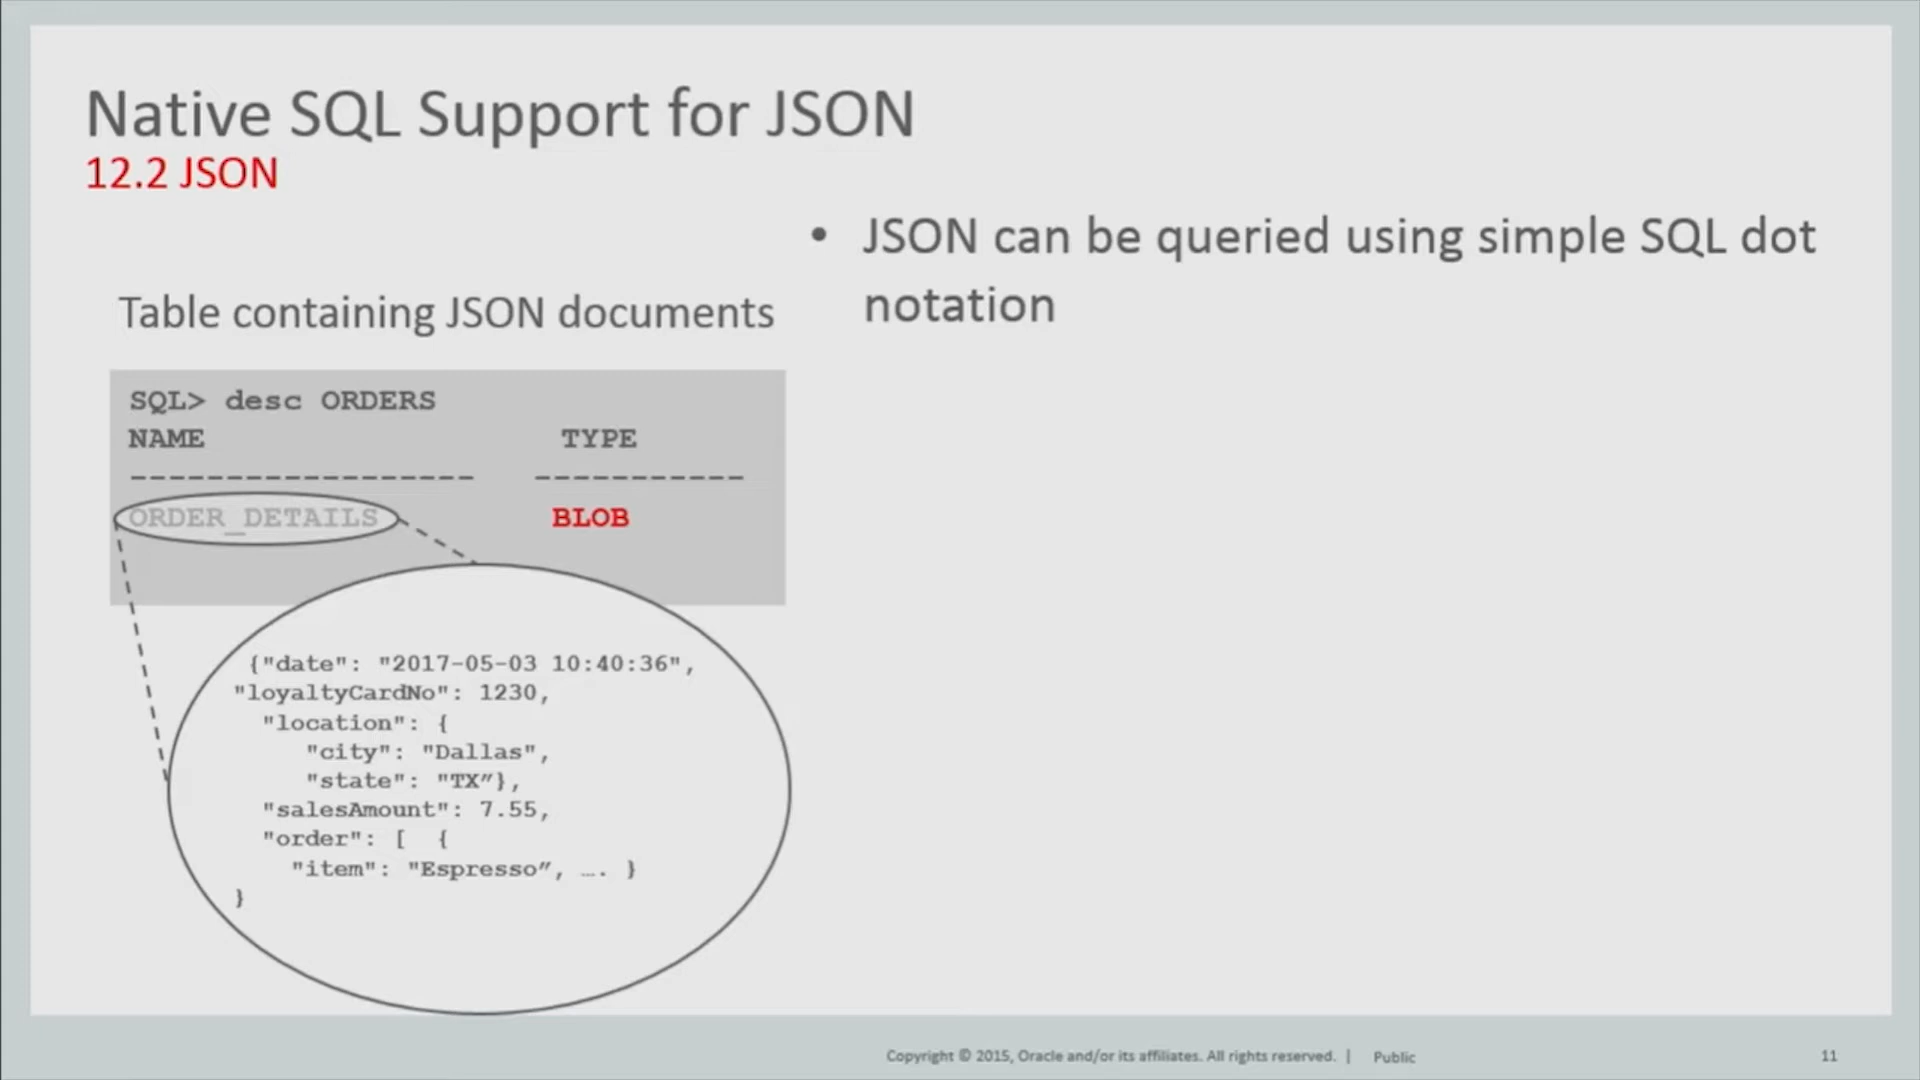 Native SQL Support for JSON
12.2 JSON
Table containing JSON documents
SQL> desc ORDERS
NAME TYPE
------------------ -----------
ORDER_DETAILS BLOB
{"date": "2017-05-03 10:40:36",
"loyaltyCardNo": 1230,
"location": {
"city": "Dallas",
"state": "TX”},
"salesAmount": 7.55,
"order": [ {
"item": "Espresso”, …. }
}
• JSON can be queried using simple SQL dot
notation
Copyright © 2015, Oracle and/or its affiliates. All rights reserved. | Public 11